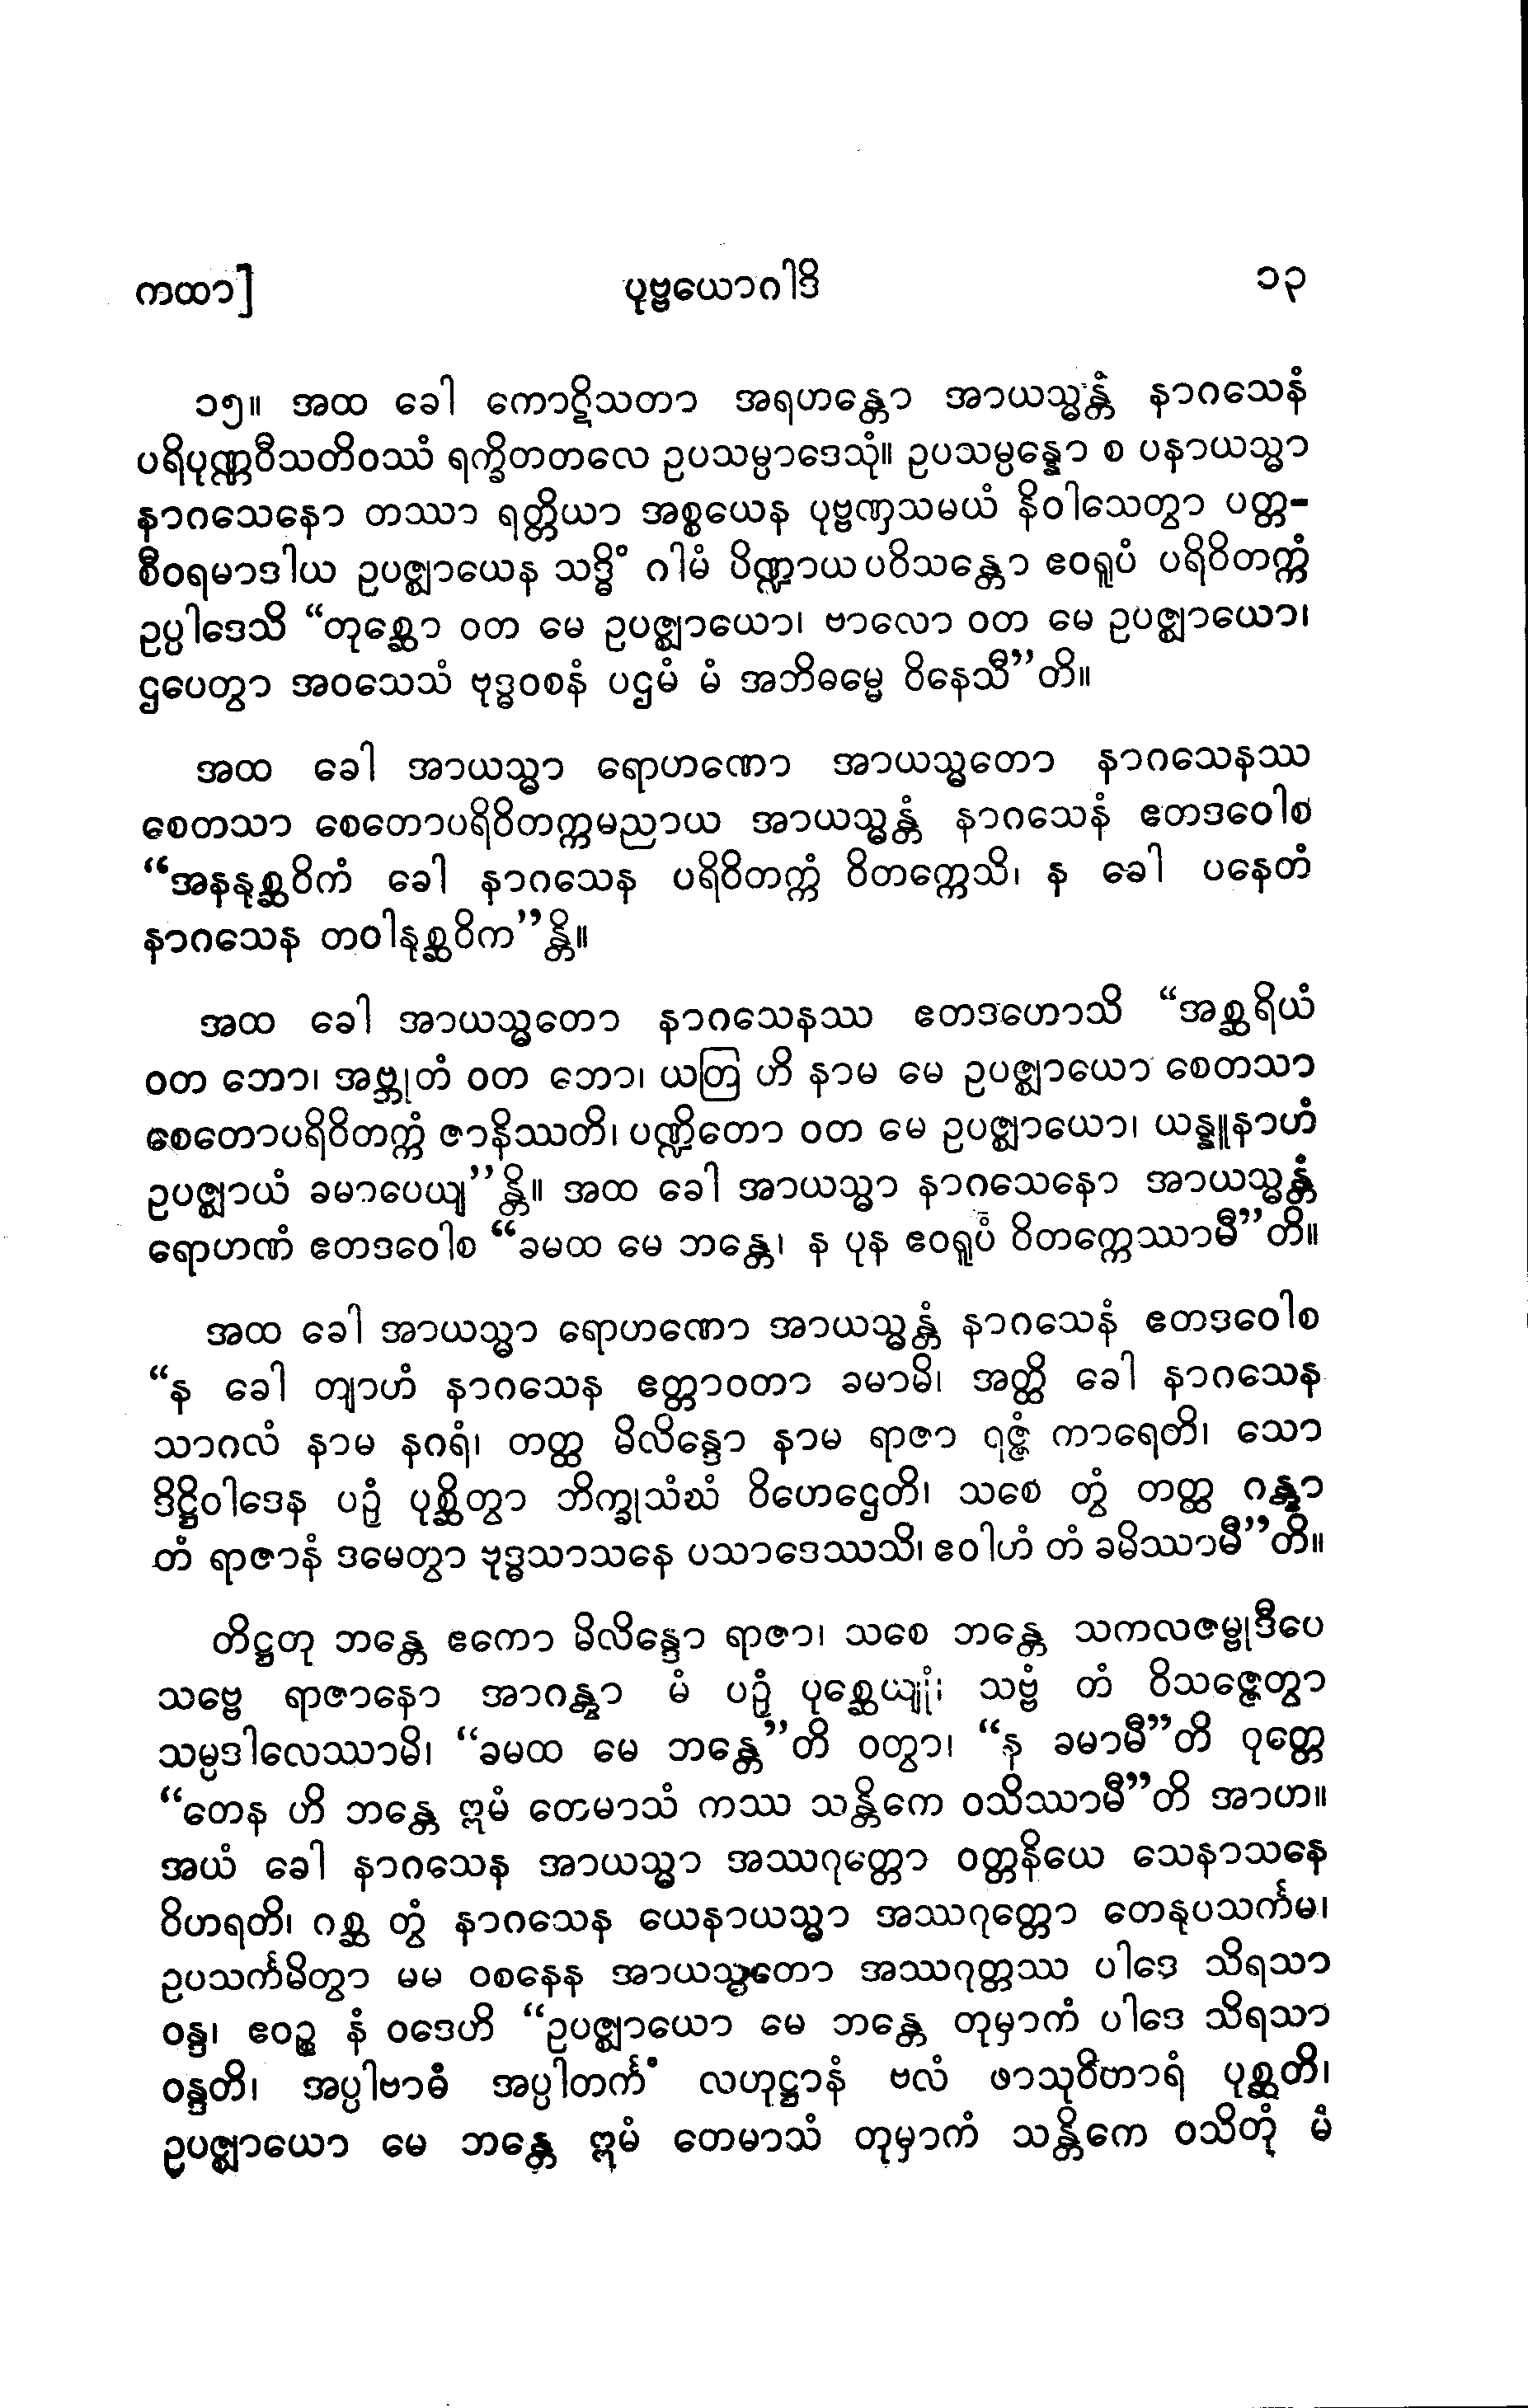 ကထာ] ပုဗ္ဗယောဂါဒိ ၁၃
၁၅။ အထ ခေါ ကောဋိသတာ အရဟန္တော အာယသ္မန္တံ နာဂသေနံ
ပရိပုဏ္ဏဝီသတိဝဿံ ရက္ခိတတလေ ဥပသမ္ပာဒေသုံ။ ဥပသမ္ပန္နော စ ပနာယသ္မာ
နာဂသေနော တဿာ ရတ္တိယာ အစ္စယေန ပုဗ္ဗဏှသမယံ နိဝါသေတွာ ပတ္တ-
စီဝရမာဒါယ ဥပဇ္ဈာယေန သဒ္ဓိံ ဂါမံ ပိဏ္ဍာယ ပဝိသန္တော ဧဝရူပံ ပရိဝိတက္ကံ
ဥပ္ပါဒေသိ “တုစ္ဆော ဝတ မေ ဥပဇ္ဈာယော၊ ဗာလော ဝတ မေ ဥပဇ္ဈာယော၊
ဌပေတွာ အဝသေသံ ဗုဒ္ဓဝစနံ ပဌမံ မံ အဘိဓမ္မေ ဝိနေသီ”တိ။
အထ ခေါ အာယသ္မာ ရောဟဏော အာယသ္မတော နာဂသေနဿ
စေတသာ စေတောပရိဝိတက္ကမညာယ အာယသ္မန္တံ နာဂသေနံ ဧတဒဝေါစ
“အနနုစ္ဆဝိကံ ခေါ နာဂသေန ပရိဝိတက္ကံ ဝိတက္ကေသိ၊ န ခေါ ပနေတံ
နာဂသေန တဝါနုစ္ဆဝိက”န္တိ။
အထ ခေါ အာယသ္မတော နာဂသေနဿ ဧတဒဟောသိ “အစ္ဆရိယံ
ဝတ ဘော၊ အဗ္ဘုတံ ဝတ ဘော၊ ယတြ ဟိ နာမ မေ ဥပဇ္ဈာယော စေတသာ
စေတောပရိဝိတက္ကံ ဇာနိဿတိ၊ ပဏ္ဍိတော ဝတ မေ ဥပဇ္ဈာယော၊ ယန္နူနာဟံ
ဥပဇ္ဈာယံ ခမာပေယျ”န္တိ။ အထ ခေါ အာယသ္မာ နာဂသေနော အာယသ္မန္တံ
ရောဟဏံ ဧတဒဝေါစ “ခမထ မေ ဘန္တေ၊ န ပုန ဧဝရူပံ ဝိတက္ကေဿာမီ”တိ။
အထ ခေါ အာယသ္မာ ရောဟဏော အာယသ္မန္တံ နာဂသေနံ ဧတဒဝေါစ
“န ခေါ တျာဟံ နာဂသေန ဧတ္တာဝတာ ခမာမိ၊ အတ္ထိ ခေါ နာဂသေန
သာဂလံ နာမ နဂရံ၊ တတ္ထ မိလိန္ဒော နာမ ရာဇာ ရဇ္ဇံ ကာရေတိ၊ သော
ဒိဋ္ဌိဝါဒေန ပဉှံ ပုစ္ဆိတွာ ဘိက္ခုသံဃံ ဝိဟေဌေတိ၊ သစေ တွံ တတ္ထ ဂန္တွာ
တံ ရာဇာနံ ဒမေတွာ ဗုဒ္ဓသာသနေ ပသာဒေဿသိ၊ ဧဝါဟံ တံ ခမိဿာမီ”တိ။
တိဋ္ဌတု ဘန္တေ ဧကော မိလိန္ဒော ရာဇာ၊ သစေ ဘန္တေ သကလဇမ္ဗုဒီပေ
သဗ္ဗေ ရာဇာနော အာဂန္တွာ မံ ပဉှံ ပုစ္ဆေယျုံ၊ သဗ္ဗံ တံ ဝိသဇ္ဇေတွာ
သမ္ပဒါလေဿာမိ၊ “ခမထ မေ ဘန္တေ”တိ ဝတွာ၊ “န ခမာမီ”တိ ဝုတ္တေ
“တေန ဟိ ဘန္တေ ဣမံ တေမာသံ ကဿ သန္တိကေ ဝသိဿာမီ”တိ အာဟ။
အယံ ခေါ နာဂသေန အာယသ္မာ အဿဂုတ္တော ဝတ္တနိယေ သေနာသနေ
ဝိဟရတိ၊ ဂစ္ဆ တွံ နာဂသေန ယေနာယသ္မာ အဿဂုတ္တော တေနုပသင်္ကမ၊
ဥပသင်္ကမိတွာ မမ ဝစနေန အာယသ္မတော အဿဂုတ္တဿ ပါဒေ သိရသာ
ဝန္ဒ၊ ဧဝဉ္စ နံ ဝဒေဟိ “ဥပဇ္ဈာယော မေ ဘန္တေ တုမှာကံ ပါဒေ သိရသာ
ဝန္ဒတိ၊ အပ္ပါဗာဓံ အပ္ပါတင်္ကံ လဟုဋ္ဌာနံ ဗလံ ဖာသုဝိဟာရံ ပုစ္ဆတိ၊
ဥပဇ္ဈာယော မေ ဘန္တေ ဣမံ တေမာသံ တုမှာကံ သန္တိကေ ဝသိတုံ မံ